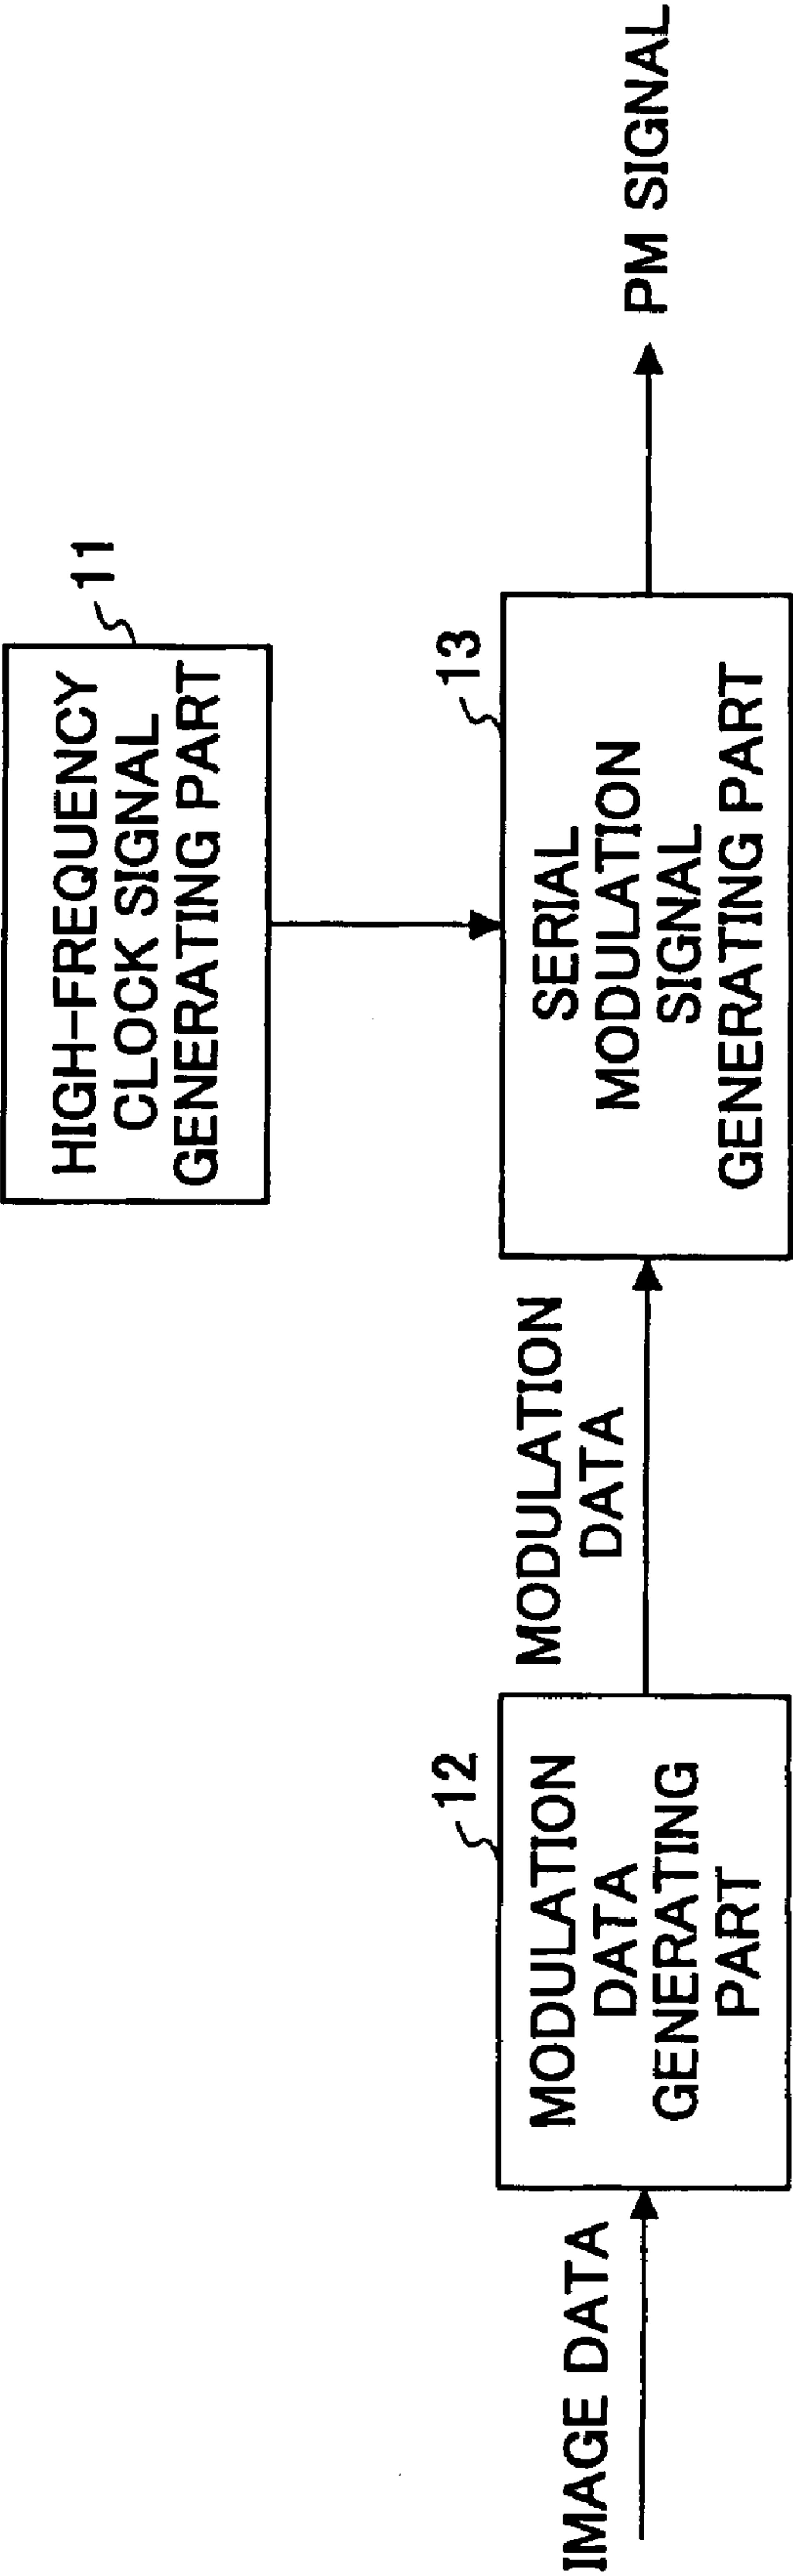 HIGH-FREQUENCY
CLOCK SIGNAL
GENERATING PART
11
IMAGE DATA
MODULATION
DATA
GENERATING
PART
12
MODULATION
DATA
SERIAL
MODULATION
SIGNAL
GENERATING PART
13
PM SIGNAL